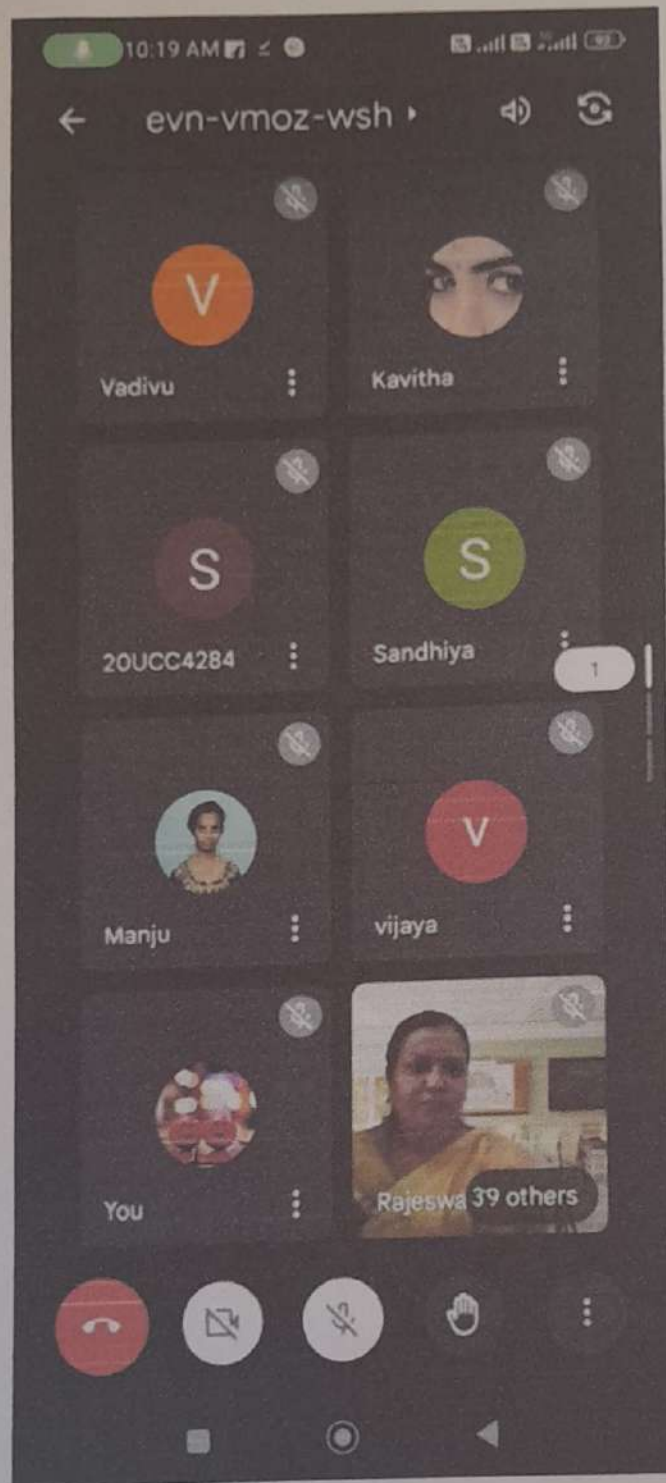 10:19 AM
evn-vmoz-wsh
V
Vadivu
Kavitha
S
20UCC4284
S
Sandhiya
1
Manju
V
vijaya
You
Rajeswa 39 others